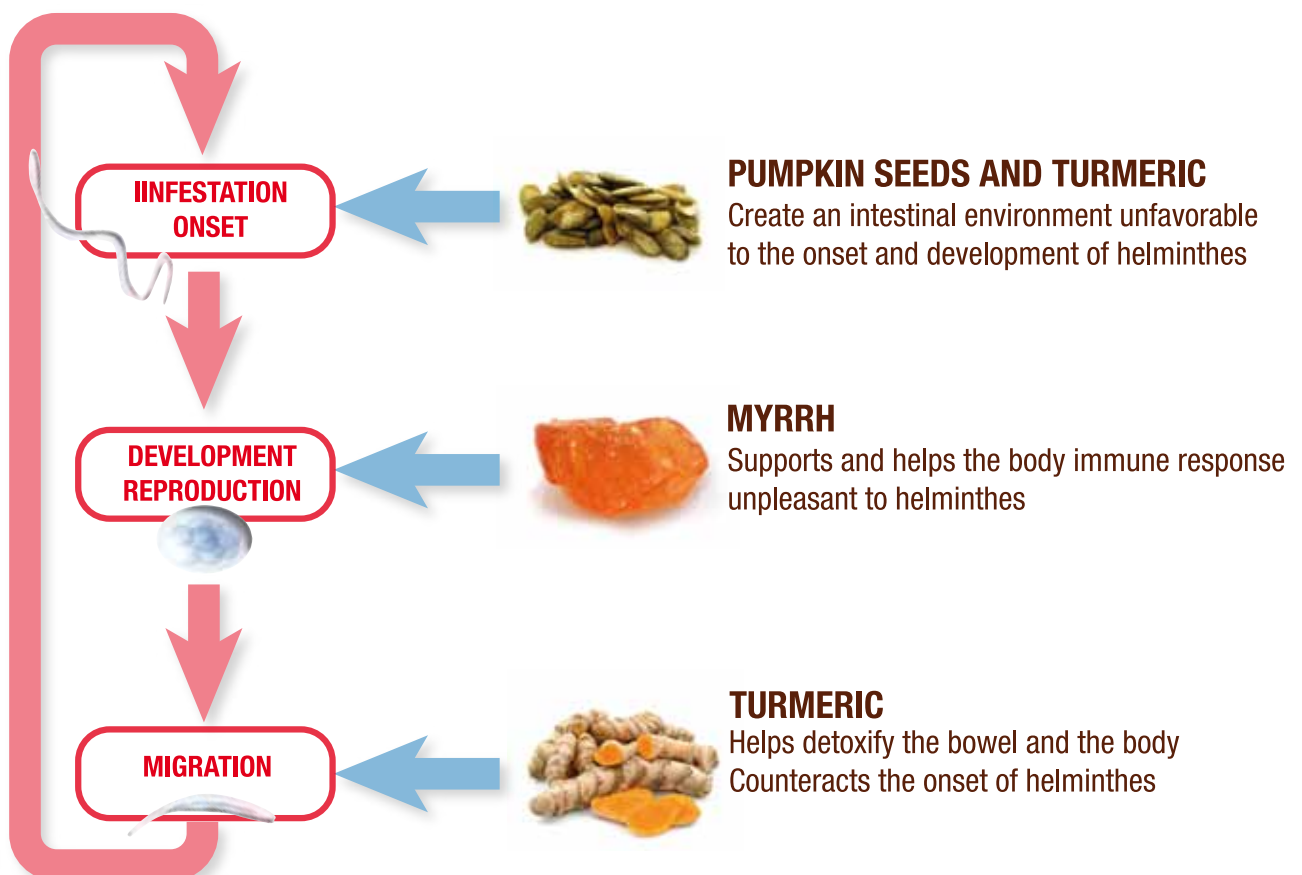 IINFESTATION
ONSET
PUMPKIN SEEDS AND TURMERIC
Create an intestinal environment unfavorable
to the onset and development of helminthes
DEVELOPMENT
REPRODUCTION
MYRRH
Supports and helps the body immune response
unpleasant to helminthes
MIGRATION
TURMERIC
Helps detoxify the bowel and the body
Counteracts the onset of helminthes